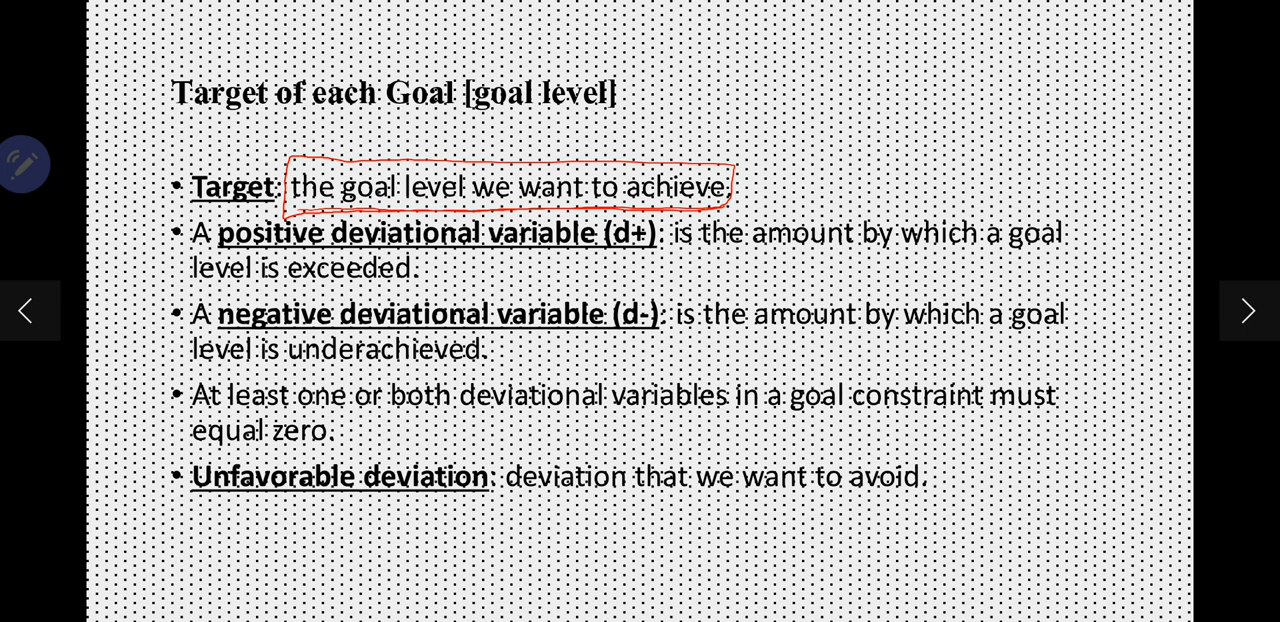 Target of each Goal [goal level]
• Target: the goal level we want to achieve.
• A positive deviational variable (d+): is the amount by which a goal
level is exceeded.
• A negative deviational variable (d-): is the amount by which a goal
level is underachieved.
• At least one or both deviational variables in a goal constraint must
equal zero.
• Unfavorable deviation: deviation that we want to avoid.